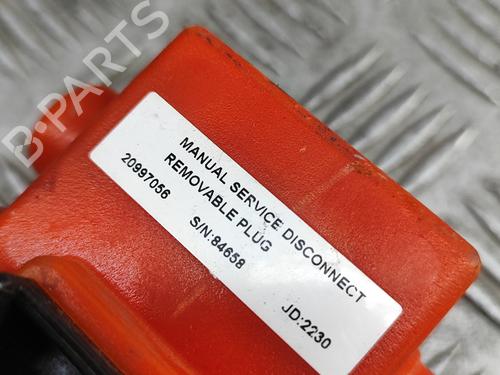 B-PARTS
MANUAL SERVICE DISCONNECT
REMOVABLE PLUG
20997056 S/N:84658 JD:2230